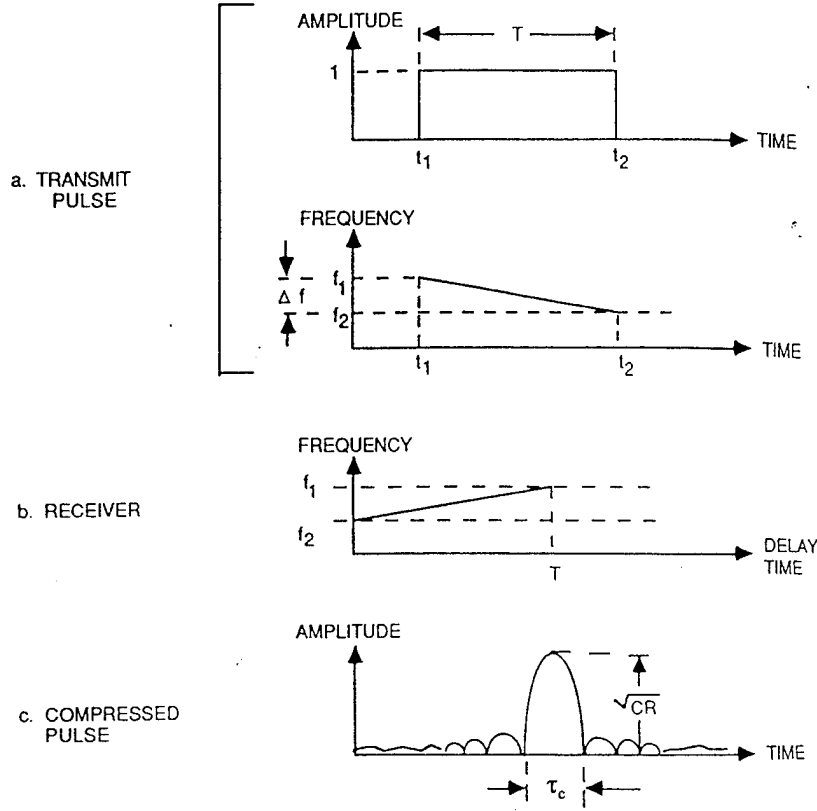 AMPLITUDE
T
1
t1
t2
TIME
a. TRANSMIT
PULSE
FREQUENCY
f1
Δ f
f2
t1
t2
TIME
FREQUENCY
f1
b. RECEIVER
f2
T
DELAY
TIME
AMPLITUDE
√CR
c. COMPRESSED
PULSE
TIME
τc